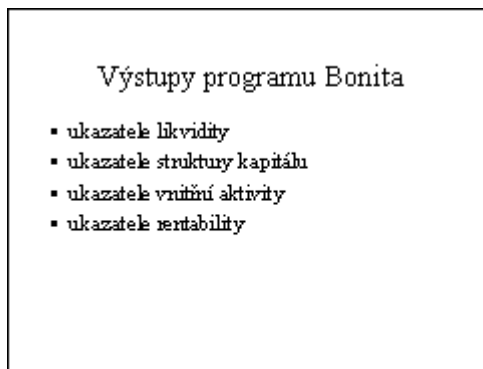 Výstupy programu Bonita
▪ ukazatele likvidity
▪ ukazatele struktury kapitálu
▪ ukazatele vnitřní aktivity
▪ ukazatele rentability